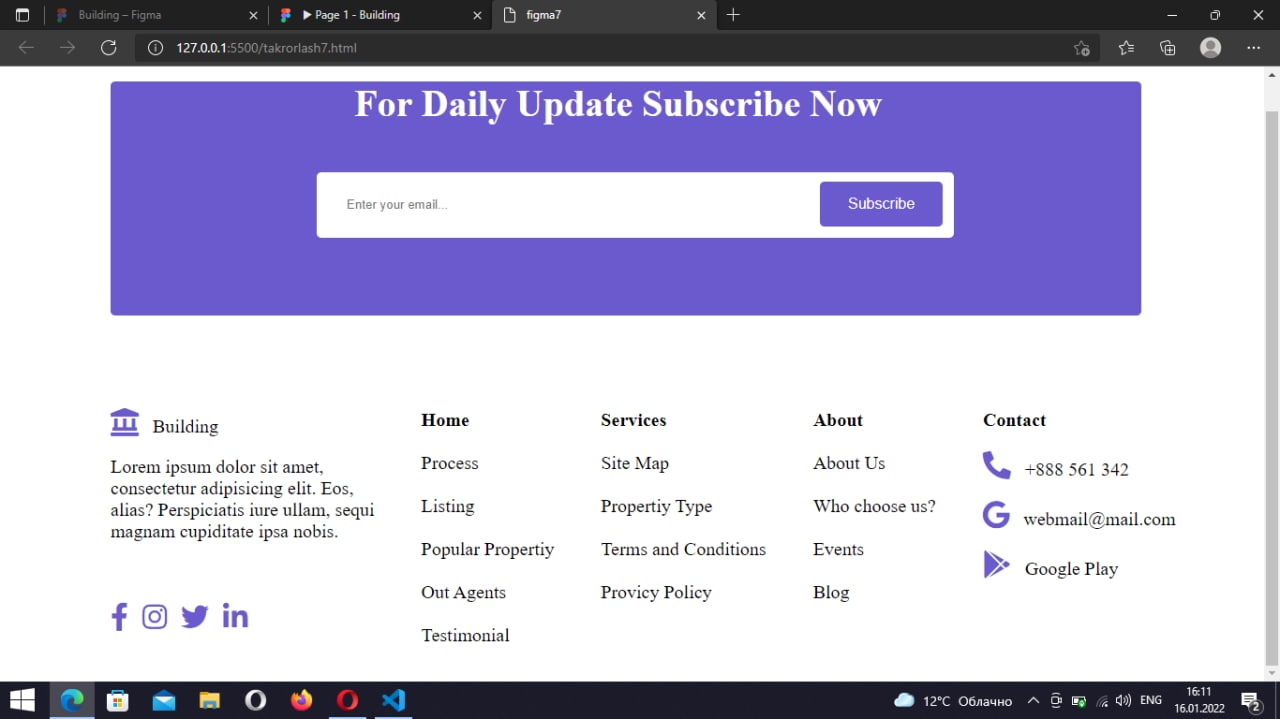 Building – Figma
Page 1 - Building
figma7
127.0.0.1:5500/takrorlash7.html
For Daily Update Subscribe Now
Enter your email...
Subscribe
Building
Lorem ipsum dolor sit amet,
consectetur adipisicing elit. Eos,
alias? Perspiciatis iure ullam, sequi
magnam cupiditate ipsa nobis.
Home
Process
Listing
Popular Propertiy
Out Agents
Testimonial
Services
Site Map
Propertiy Type
Terms and Conditions
Provicy Policy
About
About Us
Who choose us?
Events
Blog
Contact
+888 561 342
webmail@mail.com
Google Play
12°C Облачно
ENG
16:11
16.01.2022
2